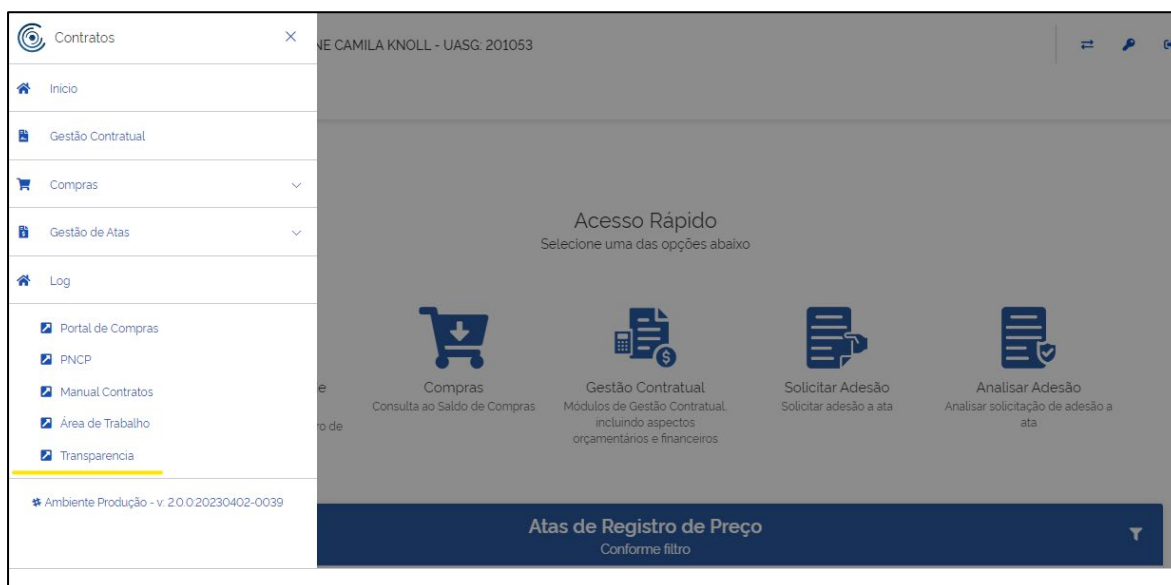 Contratos
NE CAMILA KNOLL - UASG: 201053
Início
Gestão Contratual
Compras
Gestão de Atas
Log
Portal de Compras
PNCP
Manual Contratos
Área de Trabalho
Transparencia
Ambiente Produção - v: 2.0.0:20230402-0039
Acesso Rápido
Selecione uma das opções abaixo
e
ro de
Compras
Consulta ao Saldo de Compras
Gestão Contratual
Módulos de Gestão Contratual,
incluindo aspectos
orçamentários e financeiros
Solicitar Adesão
Solicitar adesão a ata
Analisar Adesão
Analisar solicitação de adesão a
ata
Atas de Registro de Preço
Conforme filtro